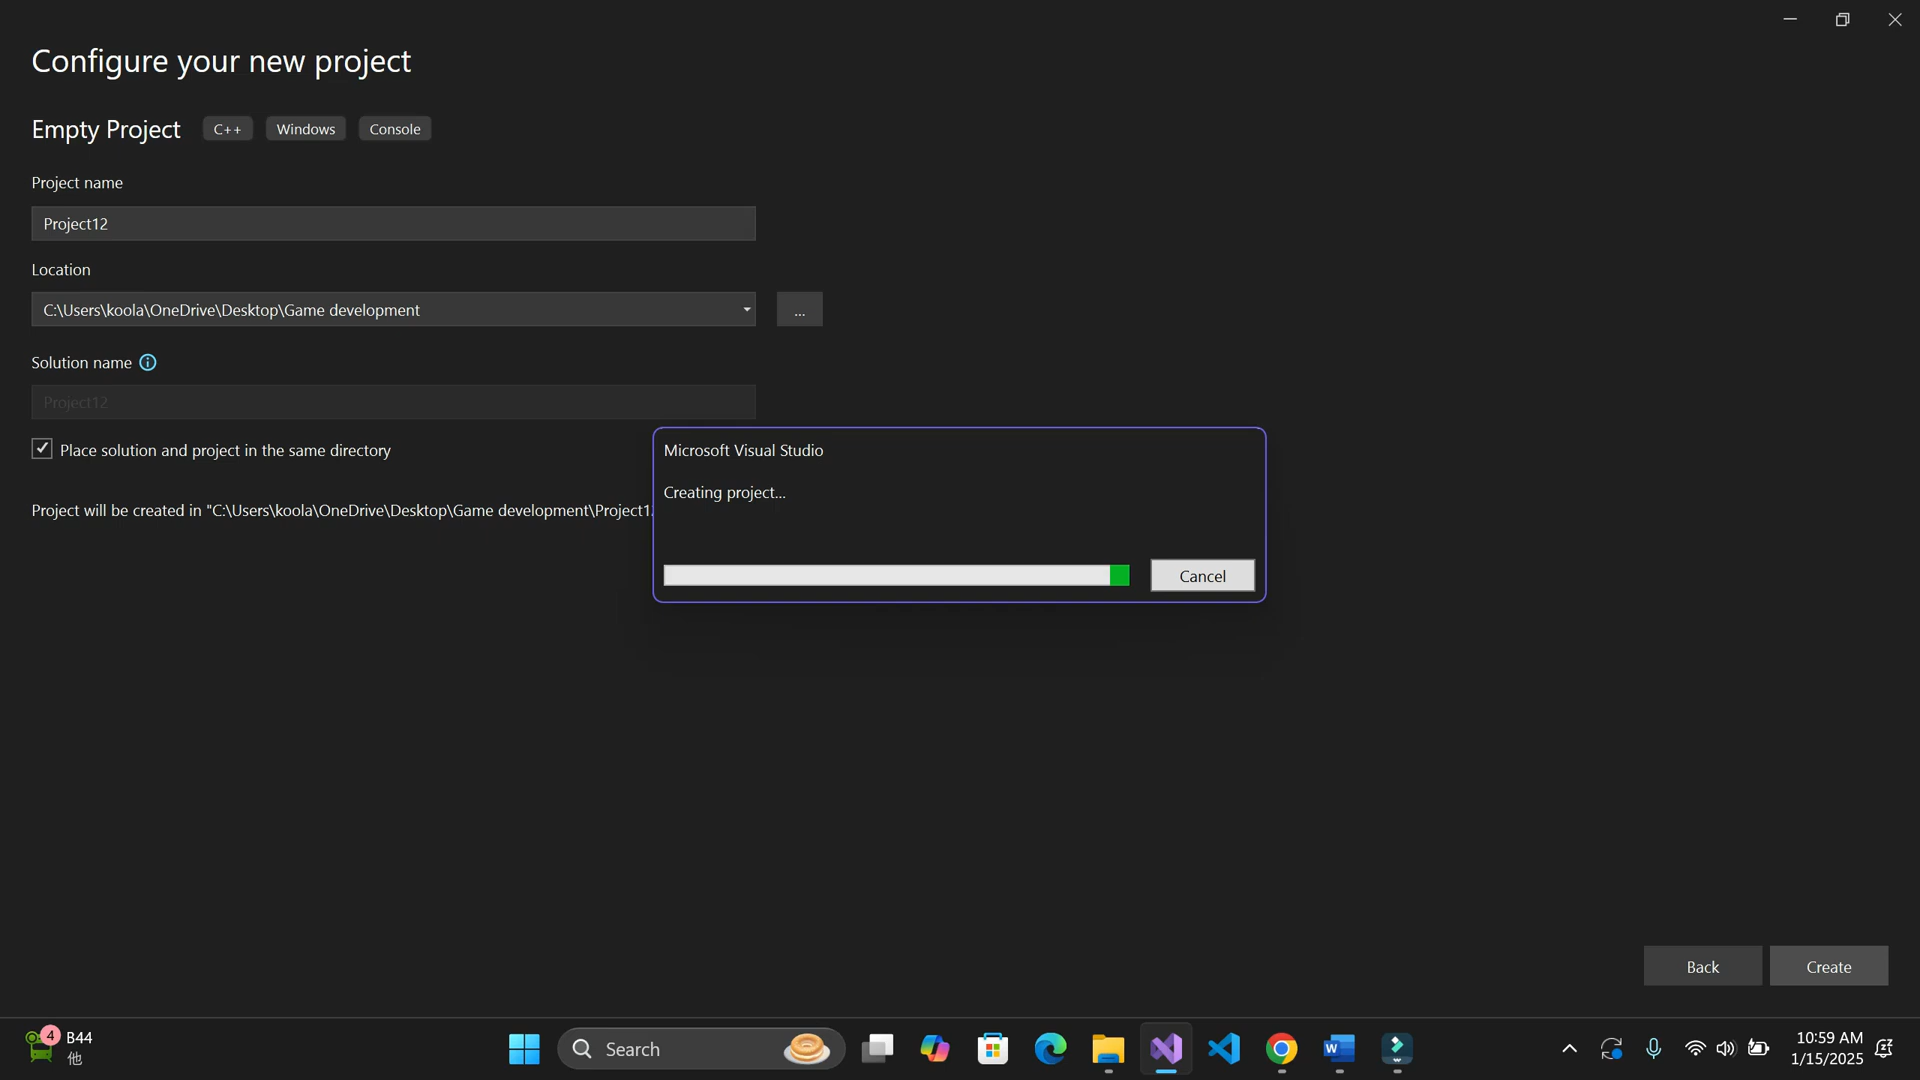 Configure your new project
Empty Project C++ Windows Console
Project name
Project12
Location
C:\Users\koola\OneDrive\Desktop\Game development
...
Solution name
Project12
Place solution and project in the same directory
Project will be created in "C:\Users\koola\OneDrive\Desktop\Game development\Project1
Microsoft Visual Studio
Creating project...
Cancel
Back Create
4 B44
他
Search
10:59 AM
1/15/2025